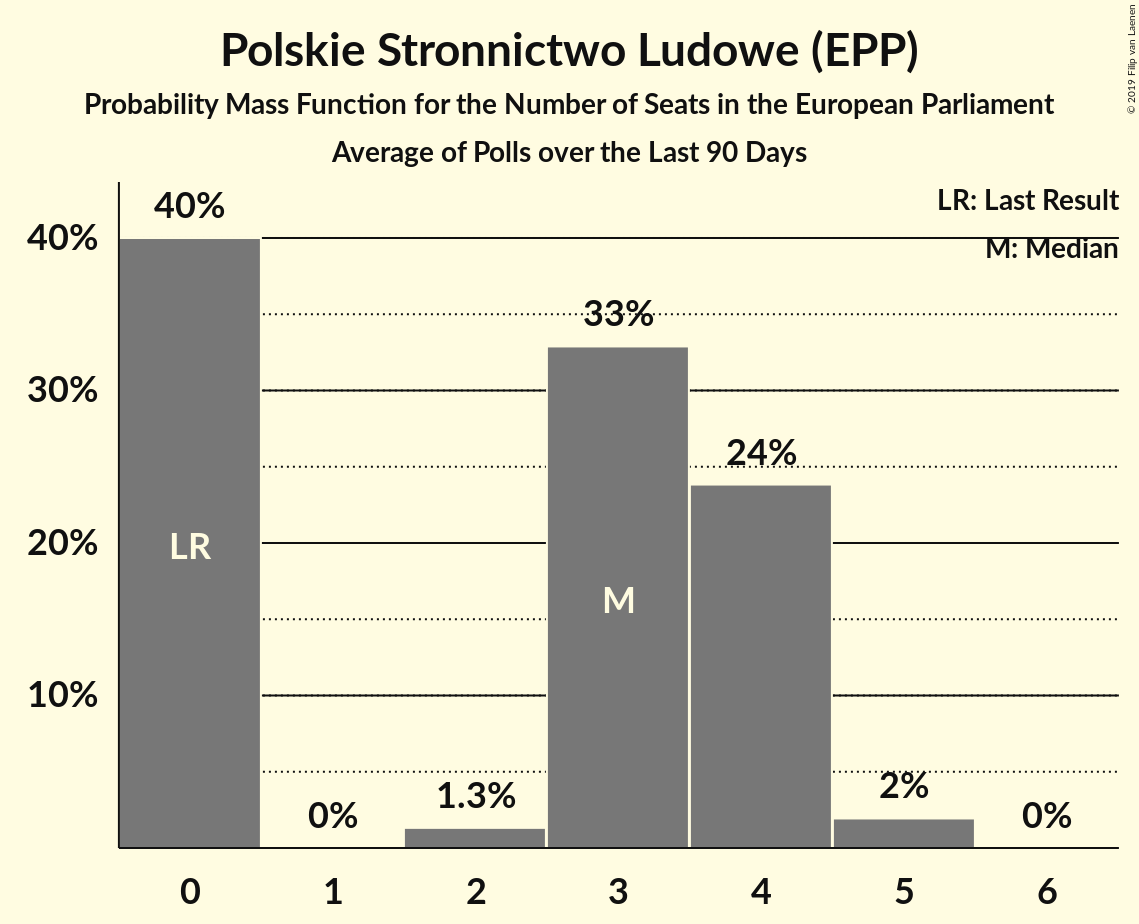 Polskie Stronnictwo Ludowe (EPP)
Probability Mass Function for the Number of Seats in the European Parliament
Average of Polls over the Last 90 Days
© 2019 Filip van Laenen
LR: Last Result
M: Median
40%
30%
20%
10%
40%
0%
1.3%
33%
24%
2%
0%
LR
M
0 1 2 3 4 5 6